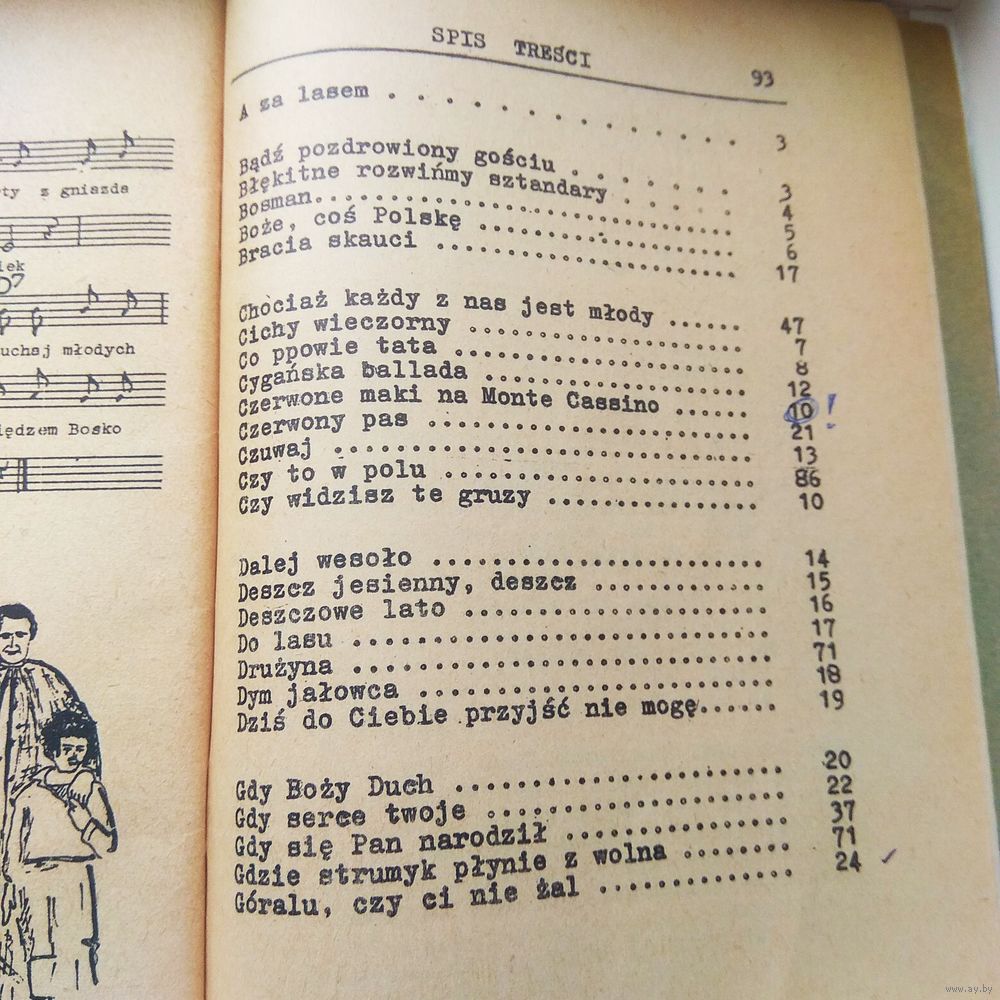 ty z gniazda
iek
D7
uchaj młodych
iędzem Bosko
SPIS TREŚCI
93
A za lasem . . . . . . . . . . . . . 3
Bądź pozdrowiony gościu . . . . . . . 3
Błękitne rozwińmy sztandary . . . . . 4
Bosman.............................. 5
Boże, coś Polskę .................... 6
Bracia skauci ....................... 17
Chociaż każdy z nas jest młody ...... 47
Cichy wieczorny ..................... 7
Co ppowie tata ...................... 8
Cygańska ballada .................... 12
Czerwone maki na Monte Cassino ...... 10 !
Czerwony pas ........................ 21
Czuwaj .............................. 13
Czy to w polu ....................... 86
Czy widzisz te gruzy ................ 10
Dalej wesoło ........................ 14
Deszcz jesienny, deszcz ............. 15
Deszczowe lato ...................... 16
Do lasu ............................. 17
Drużyna ............................. 71
Dym jałowca ......................... 18
Dziś do Ciebie przyjść nie mogę...... 19
Gdy Boży Duch ....................... 20
Gdy serce twoje ..................... 22
Gdy się Pan narodził ................ 37
Gdzie strumyk płynie z wolna ........ 71
Góralu, czy ci nie żal .............. 24
www.ay.by